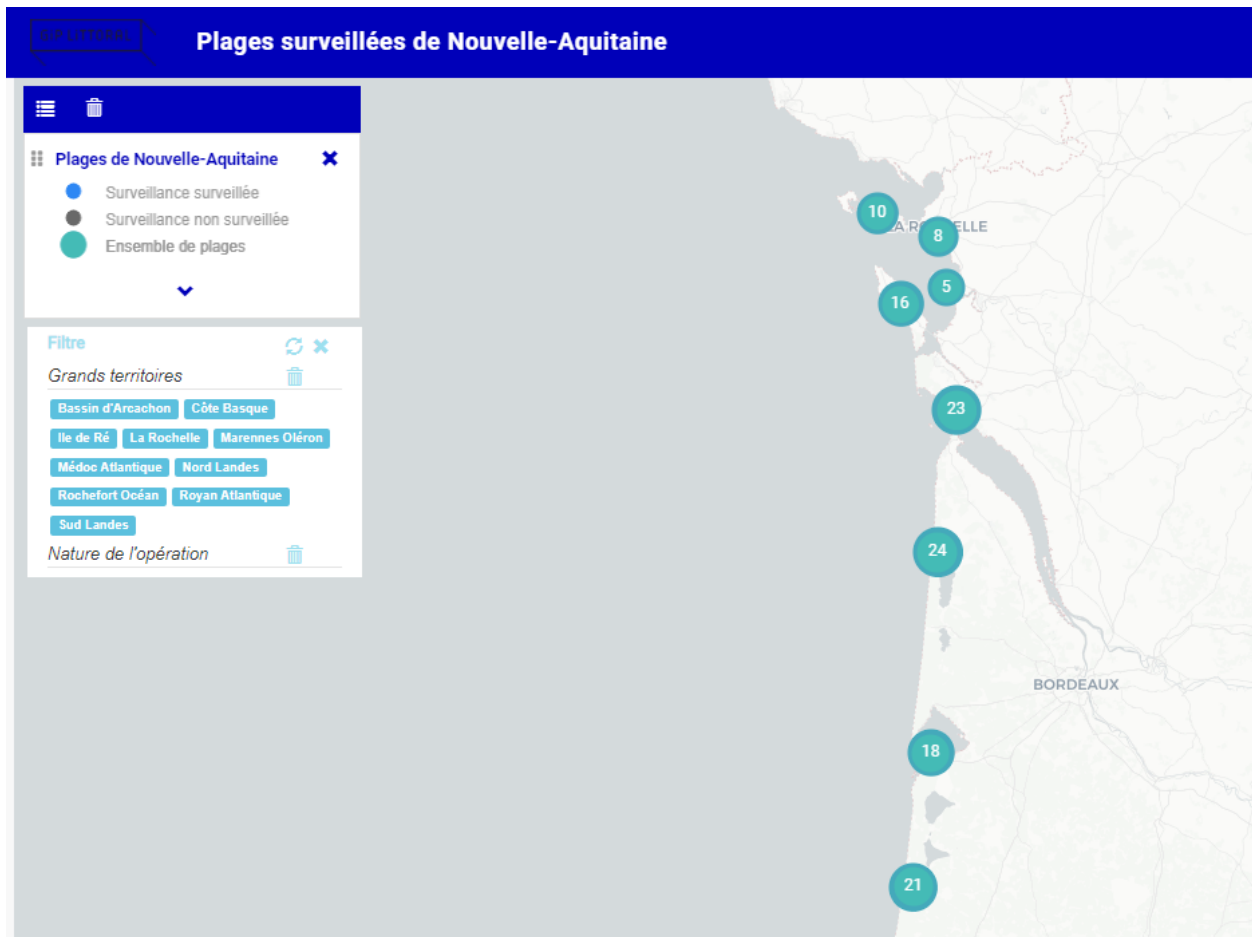 GIP LITTORAL
Plages surveillées de Nouvelle-Aquitaine
Plages de Nouvelle-Aquitaine
Surveillance surveillée
Surveillance non surveillée
Ensemble de plages
Filtre
Grands territoires
Bassin d'Arcachon Côte Basque
Ile de Ré La Rochelle Marennes Oléron
Médoc Atlantique Nord Landes
Rochefort Océan Royan Atlantique
Sud Landes
Nature de l'opération
10
LA ROCHELLE
8
5
16
23
24
BORDEAUX
18
21